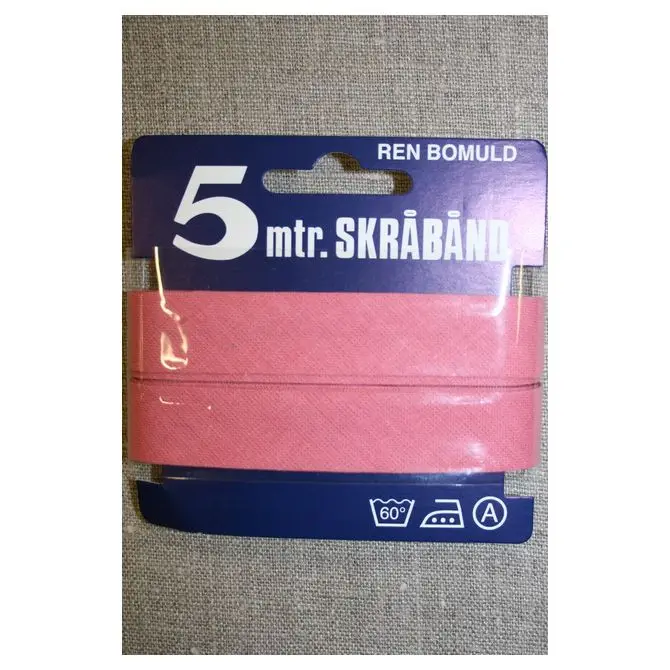 REN BOMULD
5 mtr. SKRÅBÅND
60°
A